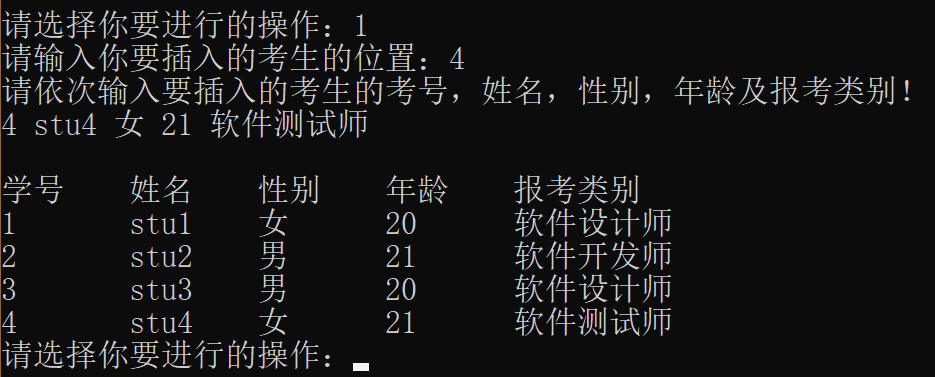 请选择你要进行的操作：1
请输入你要插入的考生的位置：4
请依次输入要插入的考生的考号，姓名，性别，年龄及报考类别！
4 stu4 女 21 软件测试师
学号 姓名 性别 年龄 报考类别
1 stu1 女 20 软件设计师
2 stu2 男 21 软件开发师
3 stu3 男 20 软件设计师
4 stu4 女 21 软件测试师
请选择你要进行的操作：